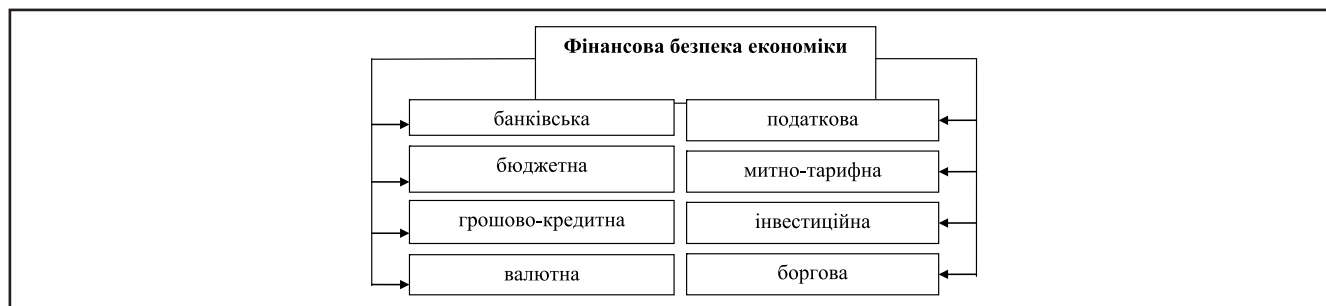 Фінансова безпека економіки
банківська
бюджетна
грошово-кредитна
валютна
податкова
митно-тарифна
інвестиційна
боргова